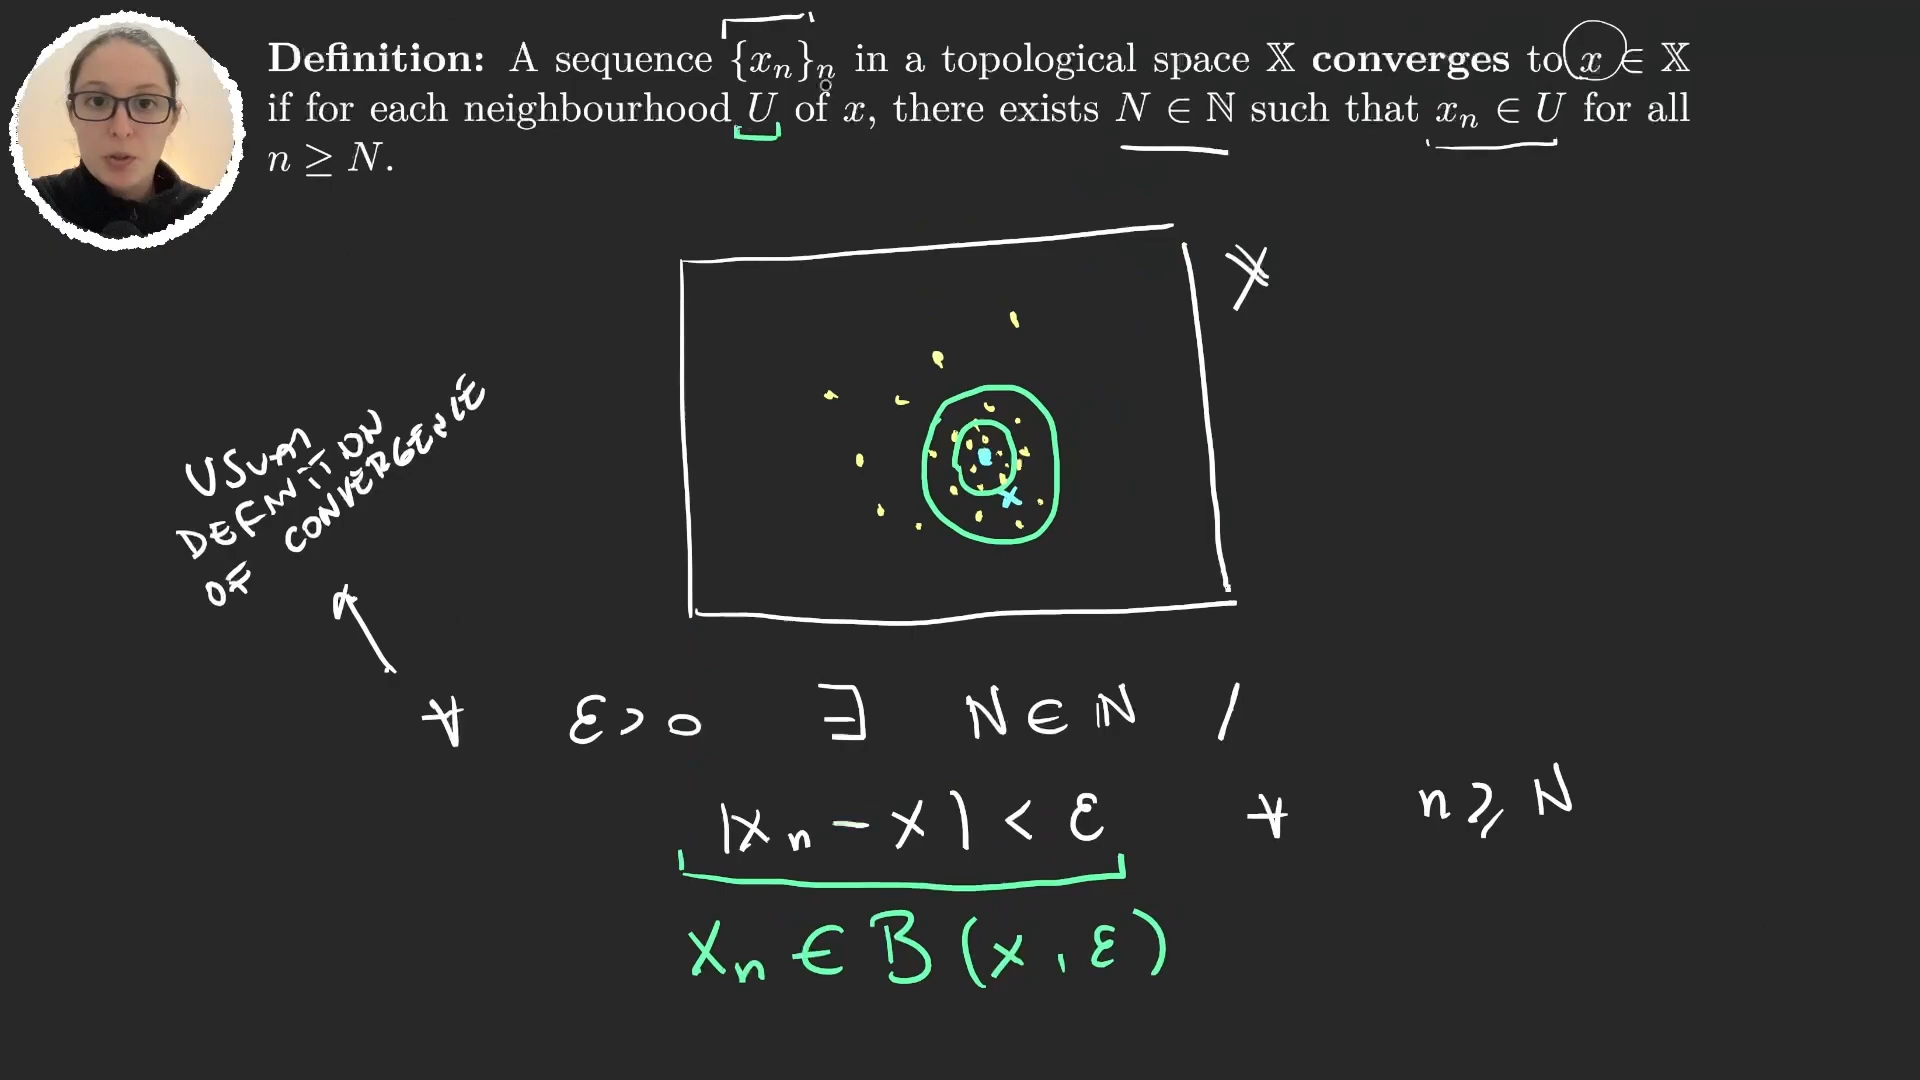 Definition: A sequence {xₙ}ₙ in a topological space 𝕏 converges to x ∈ 𝕏
if for each neighbourhood U of x, there exists N ∈ ℕ such that xₙ ∈ U for all
n ≥ N.
𝕏
x
USUAL
DEFINITION
OF CONVERGENCE
∀ ε>0 ∃ N∈ℕ /
|xₙ - x| < ε ∀ n ≥ N
xₙ ∈ B(x, ε)